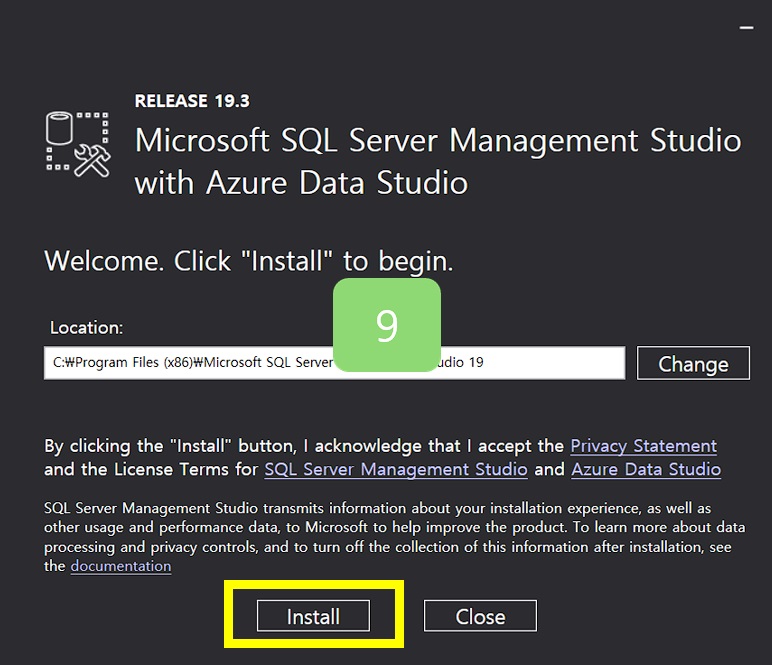 RELEASE 19.3
Microsoft SQL Server Management Studio
with Azure Data Studio
Welcome. Click "Install" to begin.
9
Location:
C:₩Program Files (x86)₩Microsoft SQL Server udio 19
Change
By clicking the "Install" button, I acknowledge that I accept the Privacy Statement
and the License Terms for SQL Server Management Studio and Azure Data Studio
SQL Server Management Studio transmits information about your installation experience, as well as
other usage and performance data, to Microsoft to help improve the product. To learn more about data
processing and privacy controls, and to turn off the collection of this information after installation, see
the documentation
Install
Close